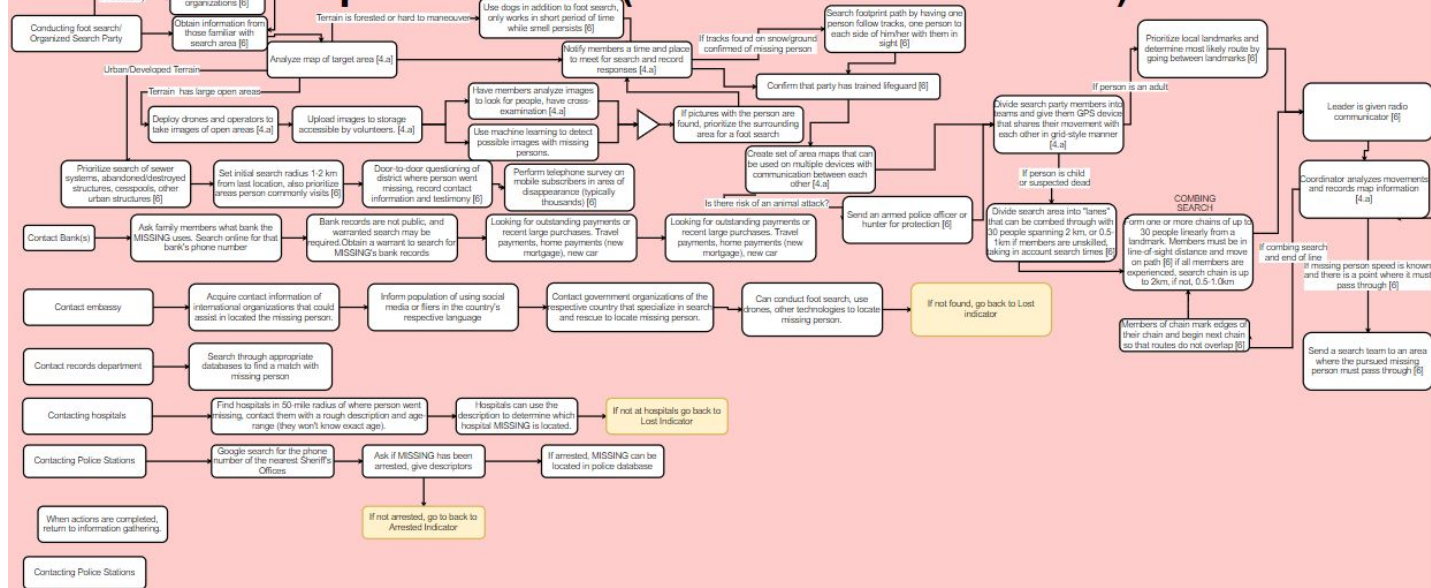 organizations [6]
Conducting foot search/
Organized Search Party
Obtain information from
those familiar with
search area [6]
Terrain is forested or hard to maneouver
Use dogs in addition to foot search,
only works in short period of time
while smell persists [6]
Analyze map of target area [4.a]
Notify members a time and place
to meet for search and record
responses [4.a]
If tracks found on snow/ground
confirmed of missing person
Search footprint path by having one
person follow tracks, one person to
each side of him/her with them in
sight [6]
Confirm that party has trained lifeguard [6]
Urban/Developed Terrain
Terrain has large open areas
Deploy drones and operators to
take images of open areas [4.a]
Upload images to storage
accessible by volunteers. [4.a]
Have members analyze images
to look for people, have cross-
examination [4.a]
Use machine learning to detect
possible images with missing
persons.
If pictures with the person are
found, prioritize the surrounding
area for a foot search
Create set of area maps that can
be used on multiple devices with
communication between each
other [4.a]
Is there risk of an animal attack?
Send an armed police officer or
hunter for protection [6]
Divide search party members into
teams and give them GPS device
that shares their movement with
each other in grid-style manner
[4.a]
If person is an adult
Prioritize local landmarks and
determine most likely route by
going between landmarks [6]
If person is child
or suspected dead
Divide search area into "lanes"
that can be combed through with
30 people spanning 2 km, or 0.5-
1km if members are unskilled,
taking in account search times [6]
COMBING
SEARCH
Form one or more chains of up to
30 people linearly from a
landmark. Members must be in
line-of-sight distance and move
on path [6] if all members are
experienced, search chain is up
to 2km, if not, 0.5-1.0km
Members of chain mark edges of
their chain and begin next chain
so that routes do not overlap [6]
Leader is given radio
communicator [6]
Coordinator analyzes movements
and records map information
[4.a]
If combing search
and end of line
If missing person speed is known
and there is a point where it must
pass through [6]
Send a search team to an area
where the pursued missing
person must pass through [6]
Prioritize search of sewer
systems, abandoned/destroyed
structures, cesspools, other
urban structures [6]
Set initial search radius 1-2 km
from last location, also prioritize
areas person commonly visits [6]
Door-to-door questioning of
district where person went
missing, record contact
information and testimony [6]
Perform telephone survey on
mobile subscribers in area of
disappearance (typically
thousands) [6]
Contact Bank(s)
Ask family members what bank the
MISSING uses. Search online for that
bank's phone number
Bank records are not public, and
warranted search may be
required.Obtain a warrant to search for
MISSING's bank records
Looking for outstanding payments or
recent large purchases. Travel
payments, home payments (new
mortgage), new car
Looking for outstanding payments or
recent large purchases. Travel
payments, home payments (new
mortgage), new car
Contact embassy
Acquire contact information of
international organizations that could
assist in located the missing person.
Inform population of using social
media or fliers in the country's
respective language
Contact government organizations of the
respective country that specialize in search
and rescue to locate missing person.
Can conduct foot search, use
drones, other technologies to locate
missing person.
If not found, go back to Lost
indicator
Contact records department
Search through appropriate
databases to find a match with
missing person
Contacting hospitals
Find hospitals in 50-mile radius of where person went
missing, contact them with a rough description and age-
range (they won't know exact age).
Hospitals can use the
description to determine which
hospital MISSING is located.
If not at hospitals go back to
Lost Indicator
Contacting Police Stations
Google search for the phone
number of the nearest Sheriff's
Offices
Ask if MISSING has been
arrested, give descriptors
If arrested, MISSING can be
located in police database
If not arrested, go to back to
Arrested Indicator
When actions are completed,
return to information gathering.
Contacting Police Stations